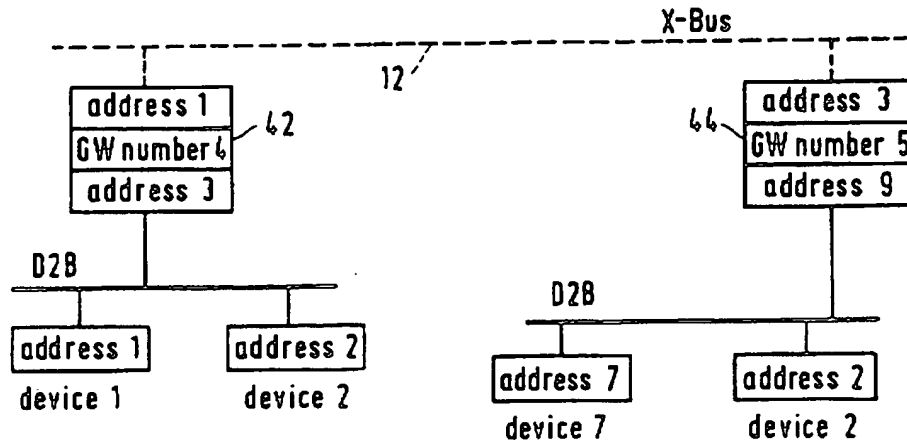 X-Bus
12
address 1
GW number 4
address 3
42
address 3
GW number 5
address 9
44
D2B
address 1
address 2
device 1
device 2
D2B
address 7
address 2
device 7
device 2